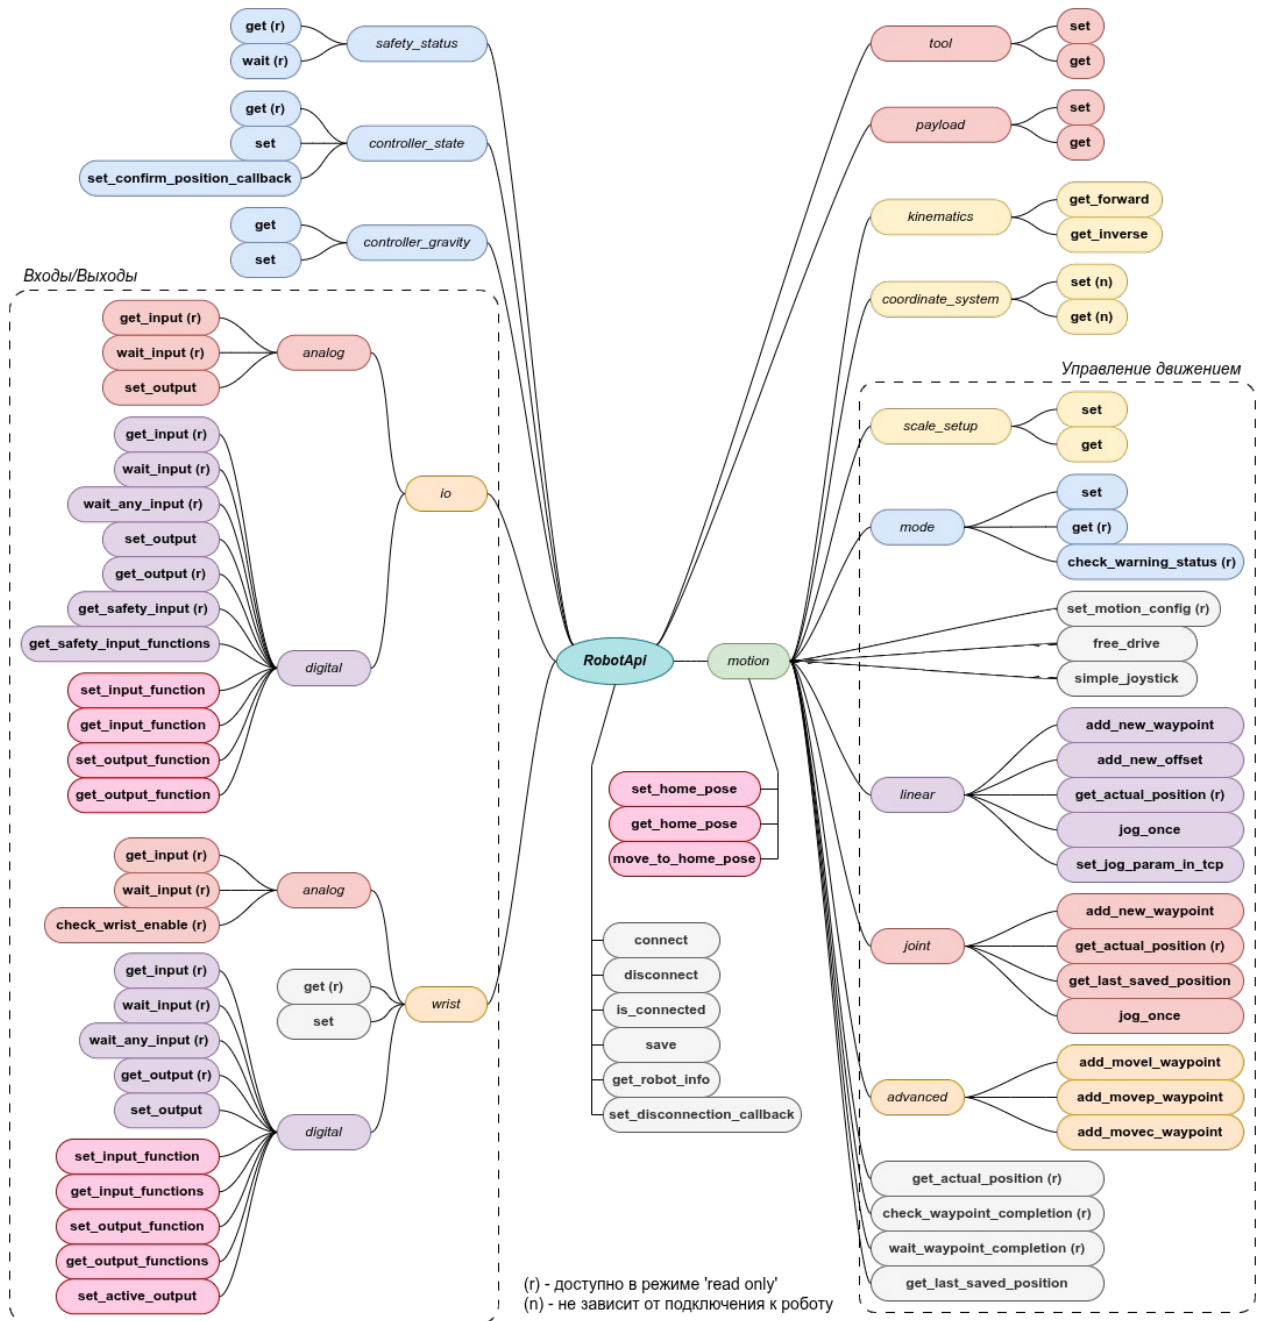 get (r)
wait (r)
safety_status
get (r)
set
set_confirm_position_callback
controller_state
get
set
controller_gravity
Входы/Выходы
get_input (r)
wait_input (r)
set_output
analog
get_input (r)
wait_input (r)
wait_any_input (r)
set_output
get_output (r)
get_safety_input (r)
get_safety_input_functions
set_input_function
get_input_function
set_output_function
get_output_function
digital
io
get_input (r)
wait_input (r)
check_wrist_enable (r)
analog
get (r)
set
wrist
get_input (r)
wait_input (r)
wait_any_input (r)
get_output (r)
set_output
set_input_function
get_input_functions
set_output_function
get_output_functions
set_active_output
digital
RobotApi
motion
set_home_pose
get_home_pose
move_to_home_pose
connect
disconnect
is_connected
save
get_robot_info
set_disconnection_callback
tool
set
get
payload
set
get
kinematics
get_forward
get_inverse
coordinate_system
set (n)
get (n)
Управление движением
scale_setup
set
get
mode
set
get (r)
check_warning_status (r)
set_motion_config (r)
free_drive
simple_joystick
linear
add_new_waypoint
add_new_offset
get_actual_position (r)
jog_once
set_jog_param_in_tcp
joint
add_new_waypoint
get_actual_position (r)
get_last_saved_position
jog_once
advanced
add_movel_waypoint
add_movep_waypoint
add_movec_waypoint
get_actual_position (r)
check_waypoint_completion (r)
wait_waypoint_completion (r)
get_last_saved_position
(r) - доступно в режиме 'read only'
(n) - не зависит от подключения к роботу